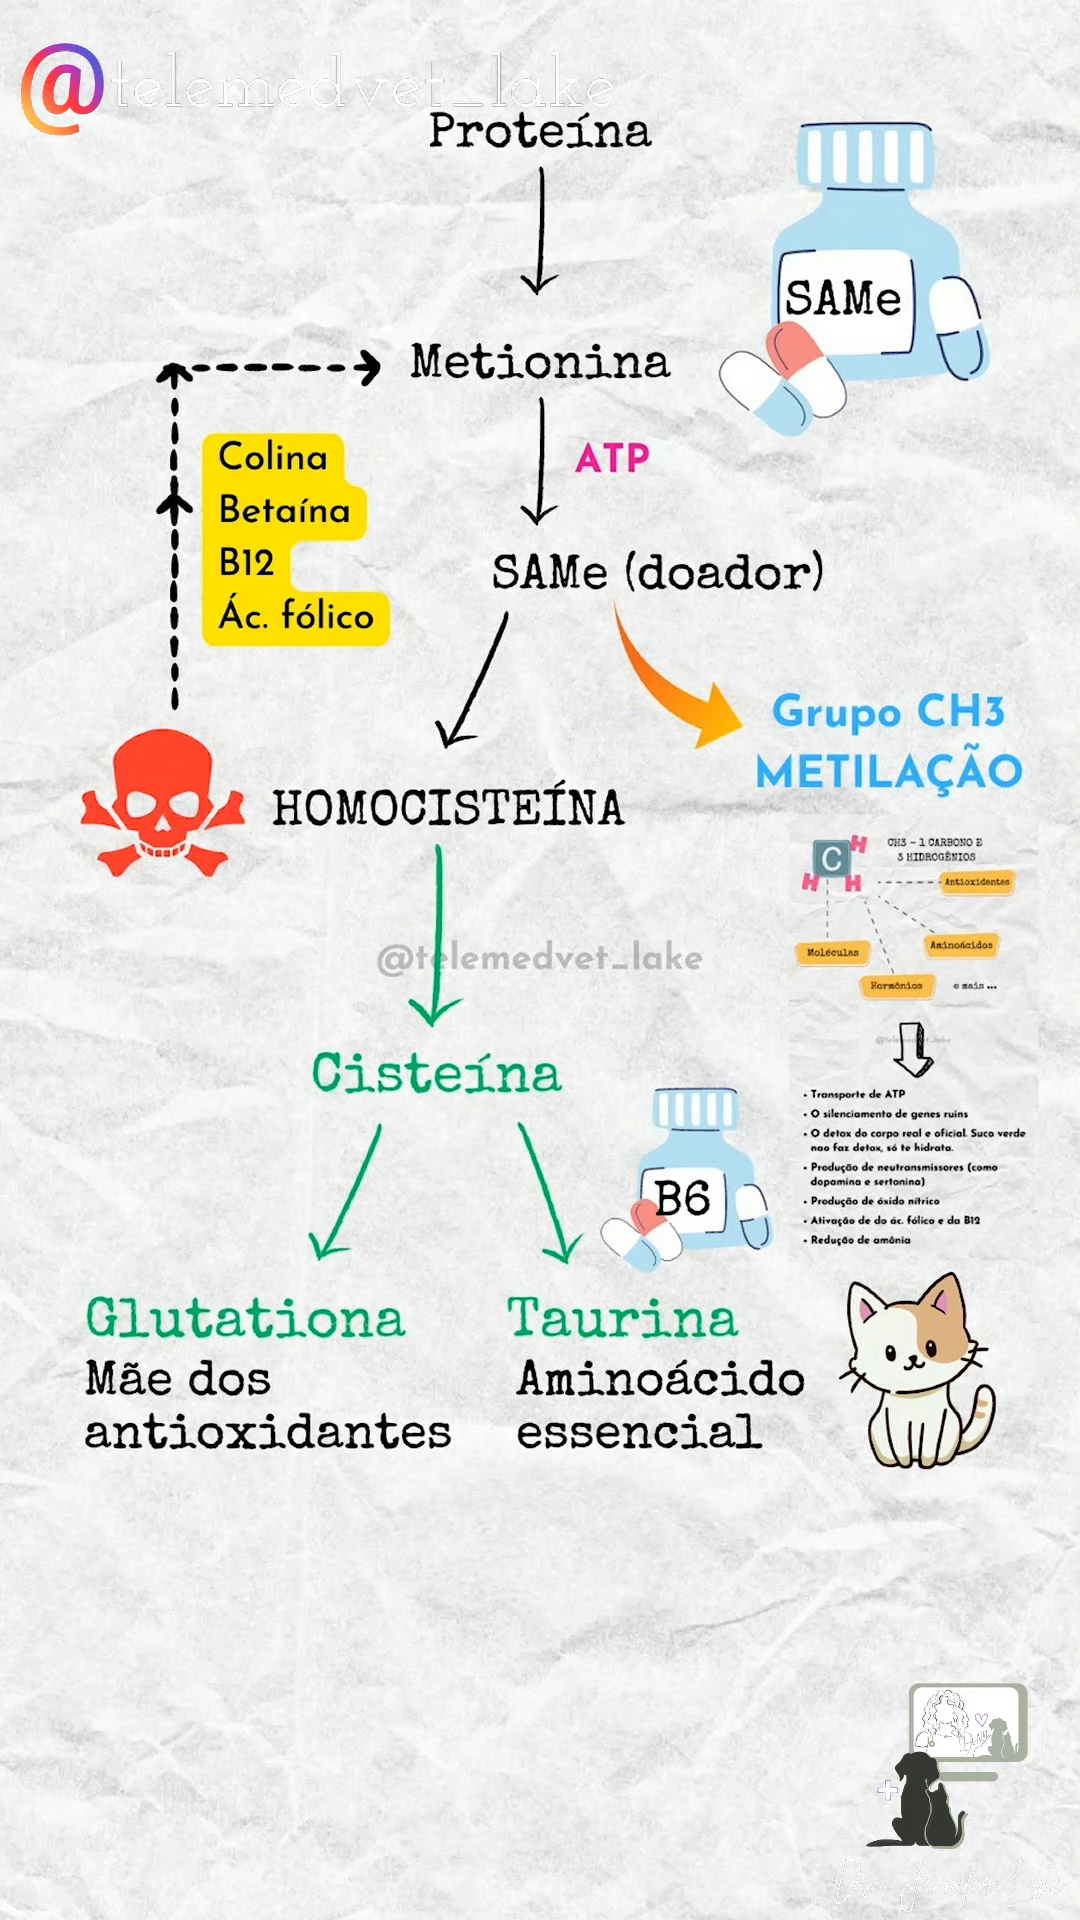 @telemedvet_lake
Proteína
SAMe
Metionina
ATP
Colina
Betaína
B12
Ác. fólico
SAMe (doador)
Grupo CH3
METILAÇÃO
HOMOCISTEÍNA
CH3 - 1 CARBONO E
3 HIDROGÊNIOS
C
H
H
H
Antioxidantes
Moléculas
Aminoácidos
Hormônios
e mais ...
@telemedvet_lake
@telemedvet_lake
Cisteína
• Transporte de ATP
• O silenciamento de genes ruins
• O detox do corpo real e oficial. Suco verde
nao faz detox, só te hidrata.
• Produção de neutransmissores (como
dopamina e sertonina)
• Produção de óxido nítrico
• Ativação de do ác. fólico e da B12
• Redução de amônia
B6
Glutationa
Mãe dos
antioxidantes
Taurina
Aminoácido
essencial
Dra. Jennifer Lake